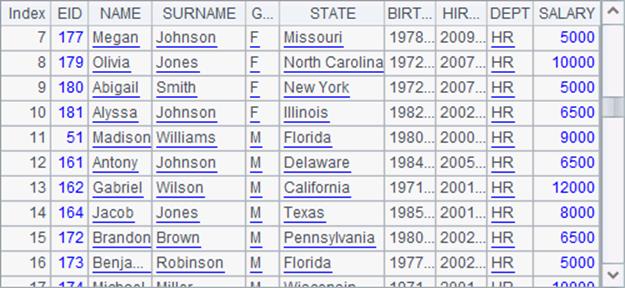 Index EID NAME SURNAME G... STATE BIRT... HIR... DEPT SALARY
7 177 Megan Johnson F Missouri 1978... 2009... HR 5000
8 179 Olivia Jones F North Carolina 1972... 2007... HR 10000
9 180 Abigail Smith F New York 1972... 2007... HR 5000
10 181 Alyssa Johnson F Illinois 1982... 2002... HR 6500
11 51 Madison Williams M Florida 1980... 2000... HR 9000
12 161 Antony Johnson M Delaware 1984... 2005... HR 6500
13 162 Gabriel Wilson M California 1971... 2001... HR 12000
14 164 Jacob Jones M Texas 1985... 2001... HR 8000
15 172 Brandon Brown M Pennsylvania 1980... 2002... HR 6500
16 173 Benja... Robinson M Florida 1977... 2002... HR 5000
17 174 Michael Miller M Wisconsin 1971... 2001... HR 10000